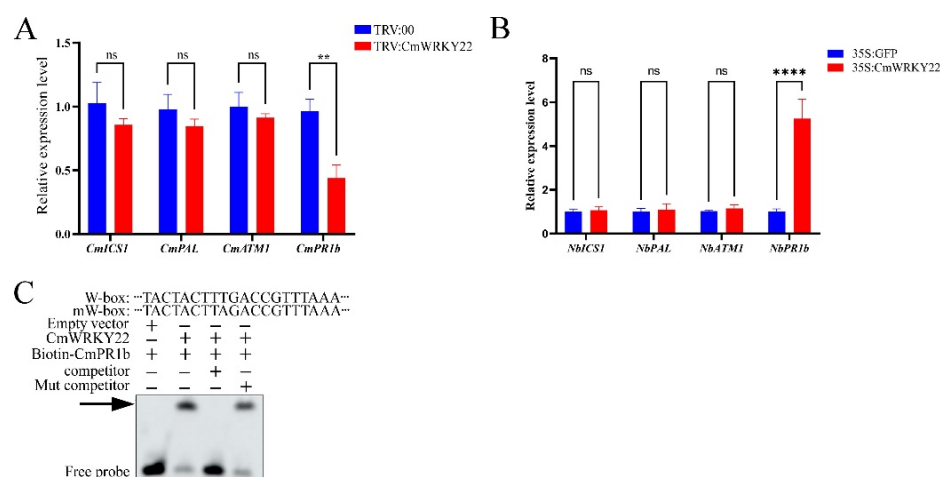 A
TRV:00
TRV:CmWRKY22
Relative expression level
1.5
1.0
0.5
0.0
ns
ns
ns
**
CmICS1
CmPAL
CmATM1
CmPR1b
B
35S:GFP
35S:CmWRKY22
Relative expression level
8
6
4
2
0
ns
ns
ns
****
NbICS1
NbPAL
NbATM1
NbPR1b
C
W-box: ···TACTACTTTGACCGTTTAAA···
mW-box: ···TACTACTTAGACCGTTTAAA···
Empty vector + − − −
CmWRKY22 − + + +
Biotin-CmPR1b + + + +
competitor − − + −
Mut competitor − − − +
Free probe